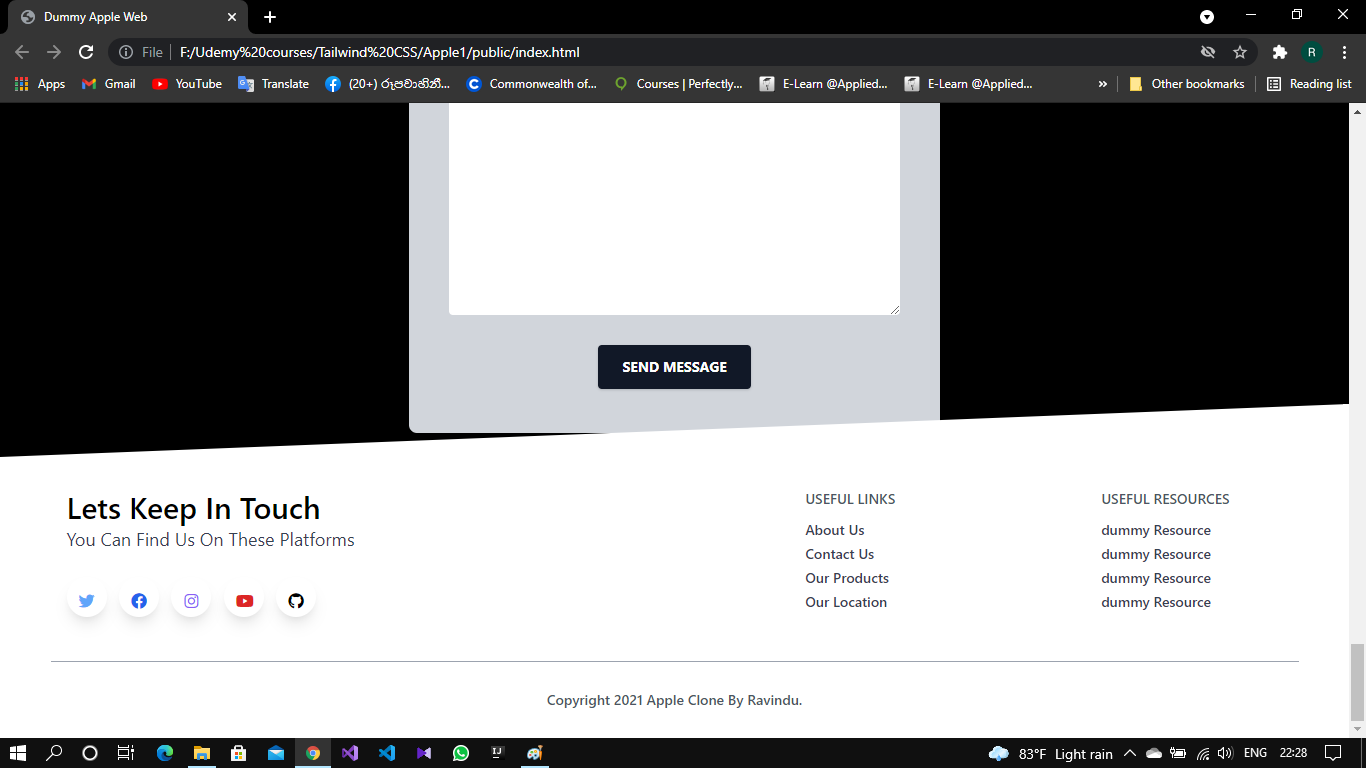 Dummy Apple Web
File F:/Udemy%20courses/Tailwind%20CSS/Apple1/public/index.html
R
Apps Gmail YouTube Translate (20+) රූපවාහිනී... Commonwealth of... Courses | Perfectly... E-Learn @Applied... E-Learn @Applied... » Other bookmarks Reading list
SEND MESSAGE
Lets Keep In Touch
You Can Find Us On These Platforms
USEFUL LINKS
About Us
Contact Us
Our Products
Our Location
USEFUL RESOURCES
dummy Resource
dummy Resource
dummy Resource
dummy Resource
Copyright 2021 Apple Clone By Ravindu.
83°F Light rain ENG 22:28